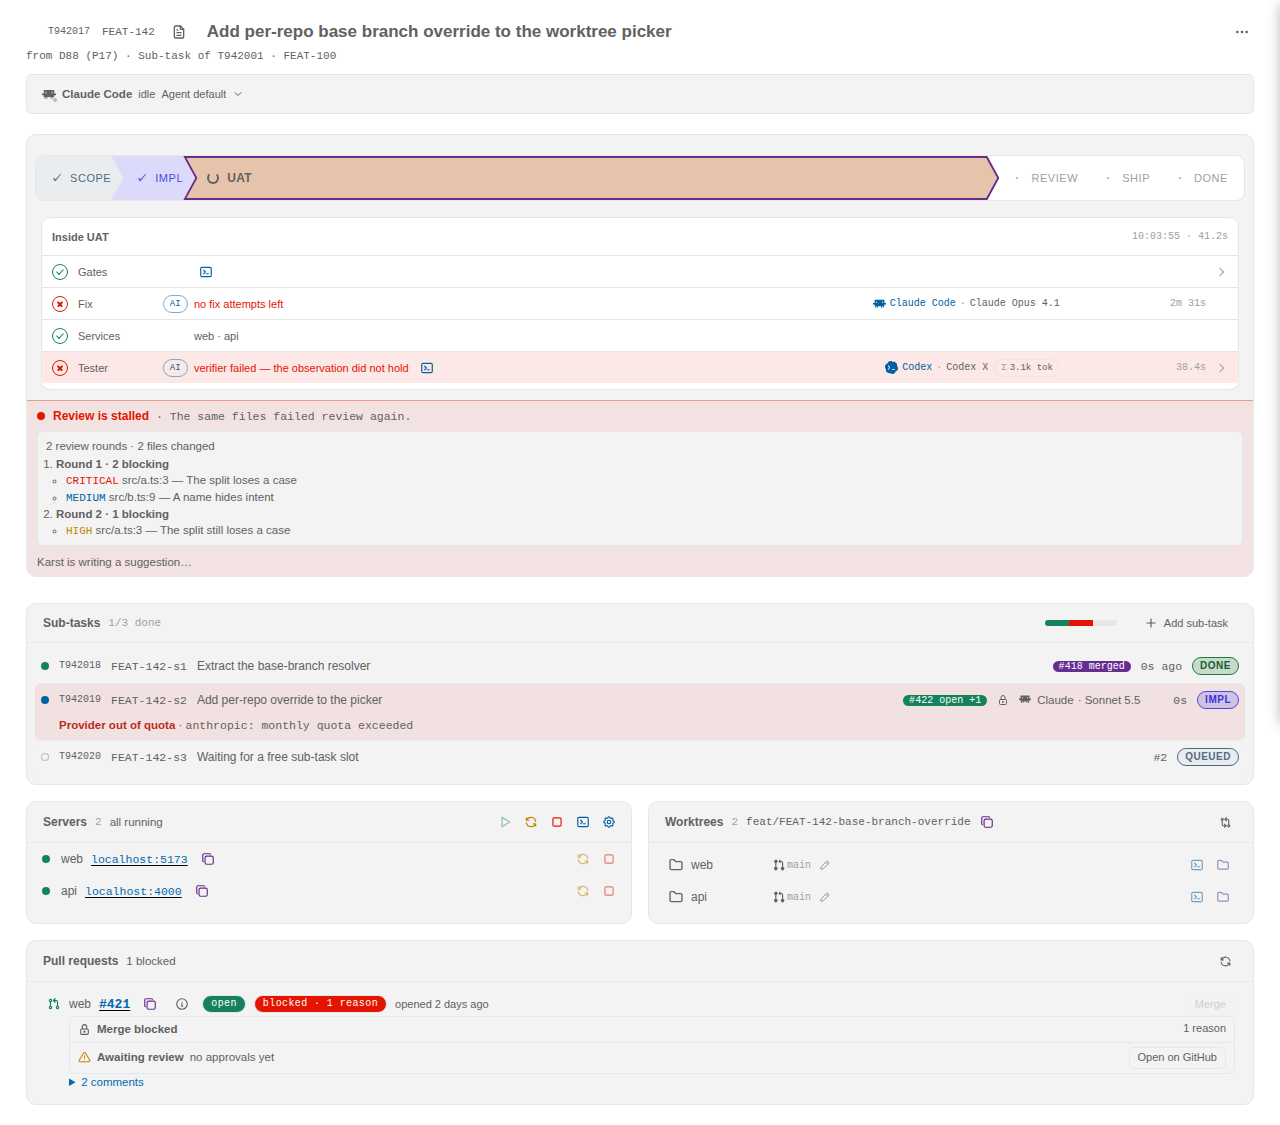 T942017 FEAT-142 Add per-repo base branch override to the worktree picker
from D88 (P17) · Sub-task of T942001 · FEAT-100
Claude Code idle Agent default
SCOPE IMPL UAT REVIEW SHIP DONE
Inside UAT 10:03:55 · 41.2s
Gates
Fix AI no fix attempts left Claude Code · Claude Opus 4.1 2m 31s
Services web · api
Tester AI verifier failed — the observation did not hold Codex · Codex X Σ 3.1k tok 38.4s
Review is stalled · The same files failed review again.
2 review rounds · 2 files changed
1. Round 1 · 2 blocking
CRITICAL src/a.ts:3 — The split loses a case
MEDIUM src/b.ts:9 — A name hides intent
2. Round 2 · 1 blocking
HIGH src/a.ts:3 — The split still loses a case
Karst is writing a suggestion…
Sub-tasks 1/3 done Add sub-task
T942018 FEAT-142-s1 Extract the base-branch resolver #418 merged 0s ago DONE
T942019 FEAT-142-s2 Add per-repo override to the picker #422 open +1 Claude · Sonnet 5.5 0s IMPL
Provider out of quota · anthropic: monthly quota exceeded
T942020 FEAT-142-s3 Waiting for a free sub-task slot #2 QUEUED
Servers 2 all running
web localhost:5173
api localhost:4000
Worktrees 2 feat/FEAT-142-base-branch-override
web main
api main
Pull requests 1 blocked
web #421 open blocked · 1 reason opened 2 days ago Merge
Merge blocked 1 reason
Awaiting review no approvals yet Open on GitHub
2 comments